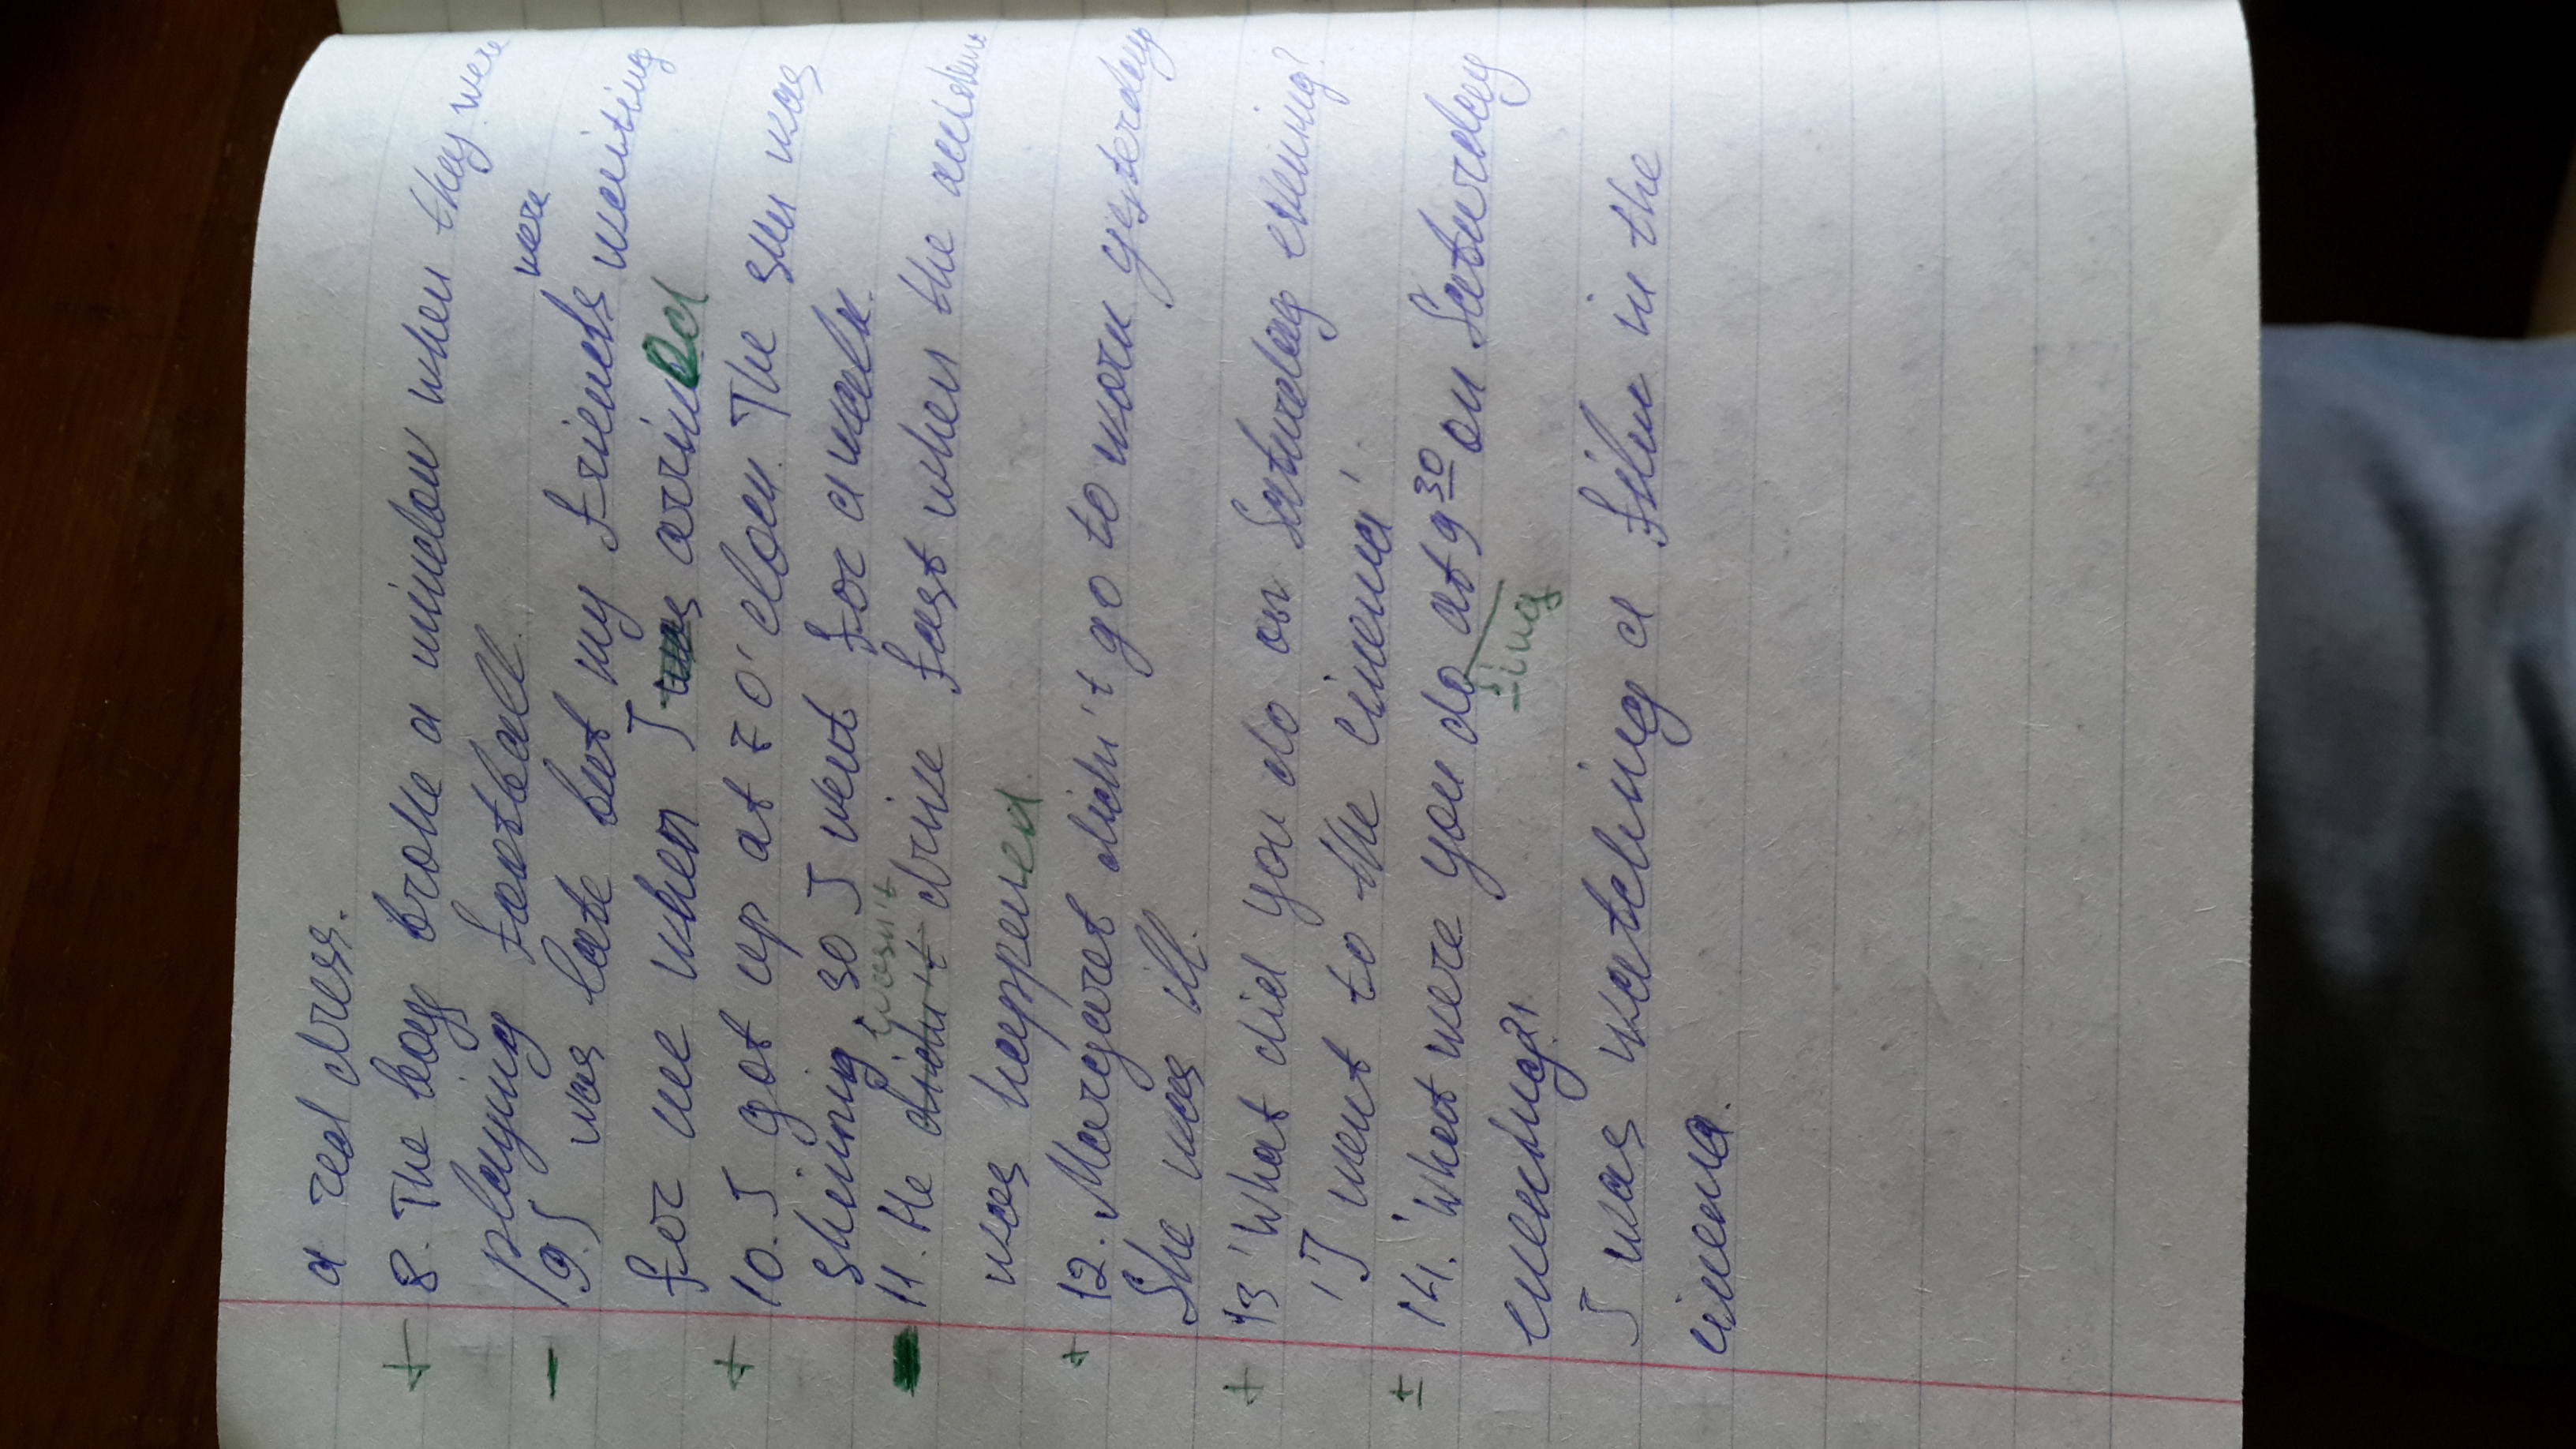 a red dress.
+ 8. The boys broke a window when they were
playing football.
were
- 9. I was late but my friends waiting
for me when I was arrived
+ 10. I got up at 7 o'clock. The sun was
shinnig, so I went for a walk.
wasn't
- 11. He didn't drive fast when the accident
was happened.
+ 12. Margaret didn't go to work yesterday
She was ill.
+ 13 'What did you do on Saturday evening?
'I went to the cinema'
± 14. 'What were you do at 9 30 on Saturday
ing
evening?'
I was watching a film in the
cinema.